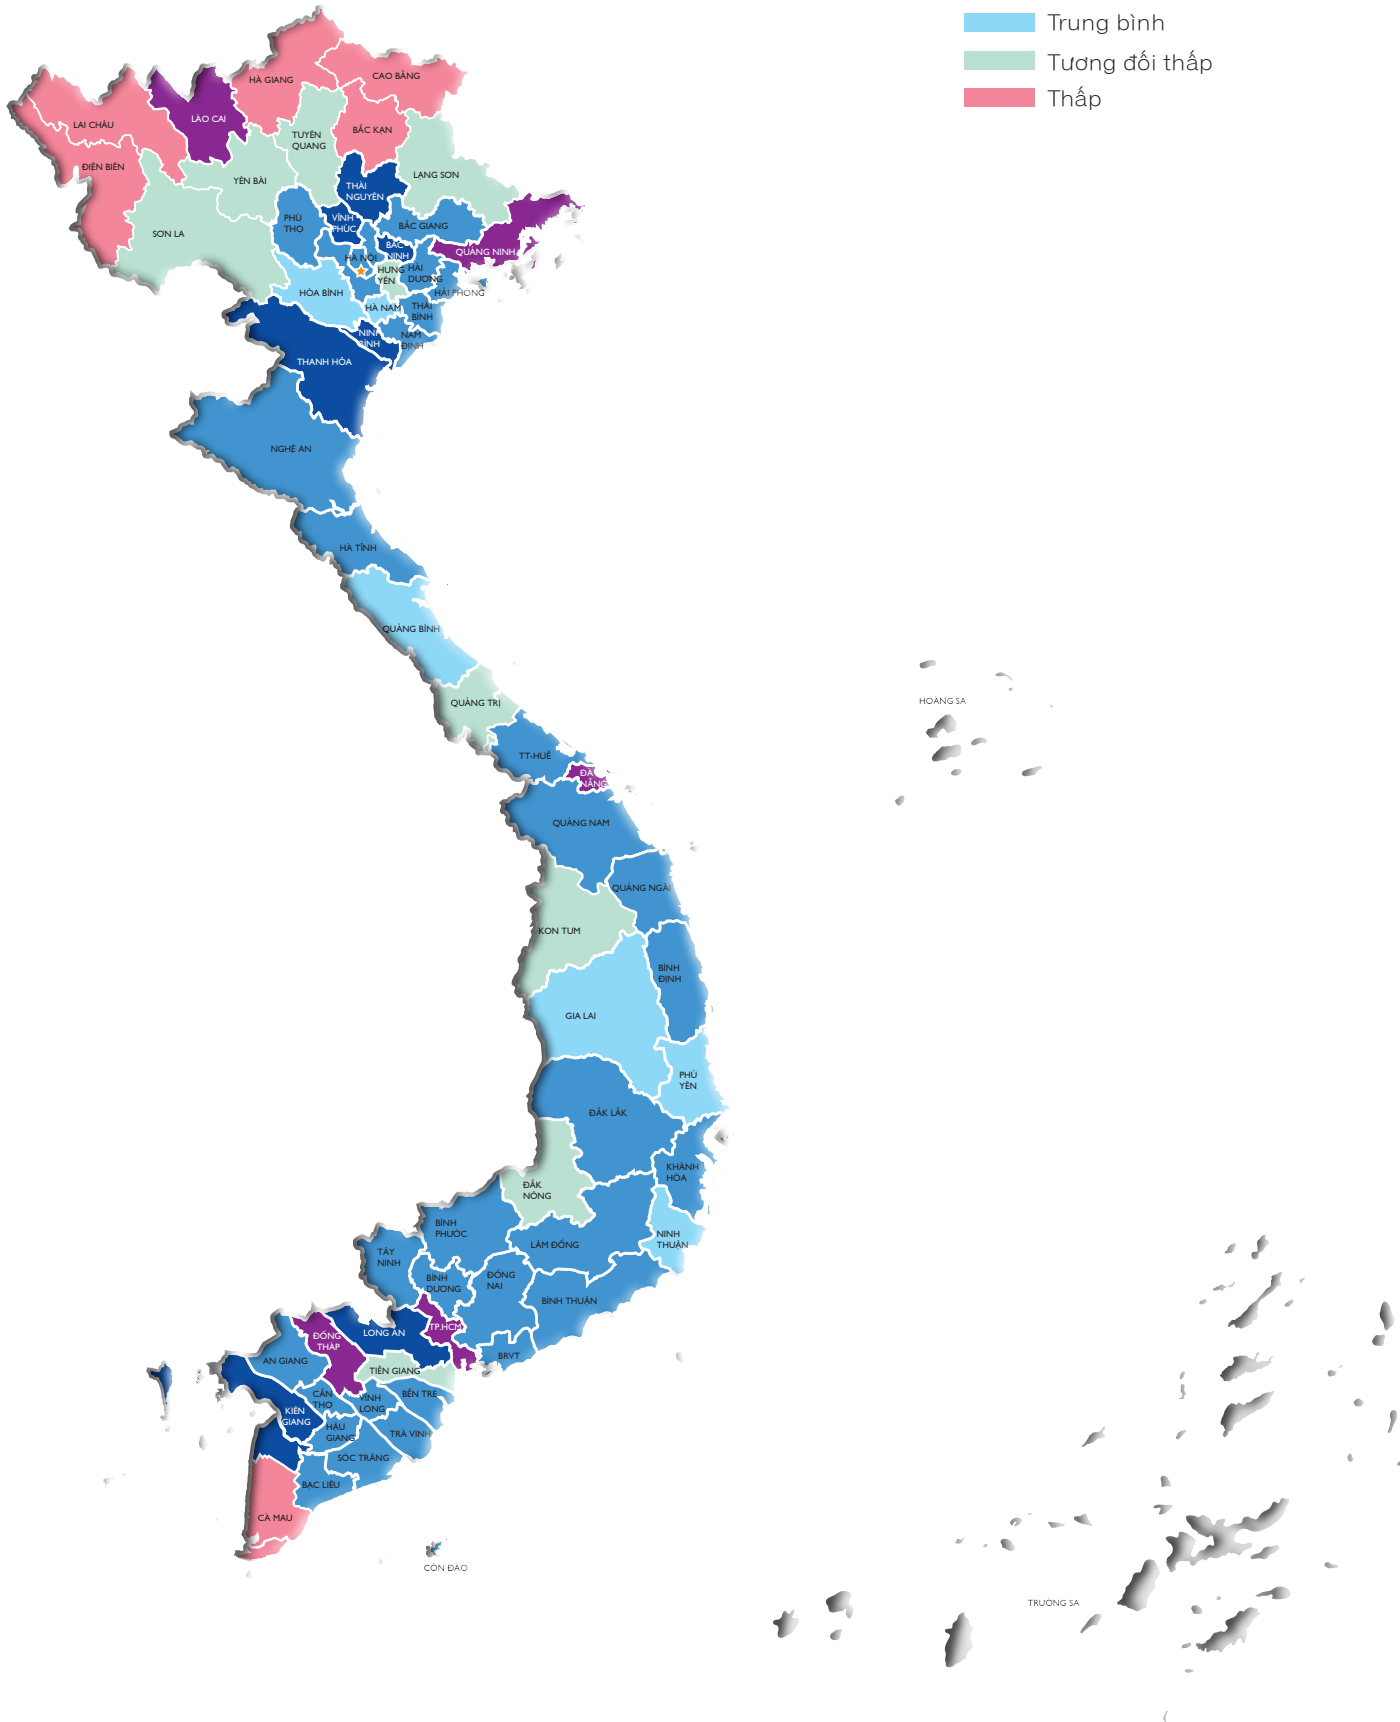 Trung bình
Tương đối thấp
Thấp
HÀ GIANG
CAO BẰNG
LÀO CAI
LAI CHÂU
BẮC KẠN
TUYÊN
QUANG
ĐIỆN BIÊN
LẠNG SƠN
YÊN BÁI
THÁI
NGUYÊN
PHÚ
THỌ
VĨNH
PHÚC
BẮC GIANG
SƠN LA
BẮC
NINH
QUẢNG NINH
HÀ NỘI
HƯNG
YÊN
HẢI
DƯƠNG
HẢI PHÒNG
HÒA BÌNH
HÀ NAM
THÁI
BÌNH
NINH
BÌNH
NAM
ĐỊNH
THANH HÓA
NGHỆ AN
HÀ TĨNH
QUẢNG BÌNH
QUẢNG TRỊ
HOÀNG SA
TT-HUẾ
ĐÀ
NẴNG
QUẢNG NAM
QUẢNG NGÃI
KON TUM
BÌNH
ĐỊNH
GIA LAI
PHÚ
YÊN
ĐẮK LẮK
KHÁNH
HÒA
ĐẮK
NÔNG
BÌNH
PHƯỚC
LÂM ĐỒNG
NINH
THUẬN
TÂY
NINH
BÌNH
DƯƠNG
ĐỒNG
NAI
BÌNH THUẬN
TP.HCM
LONG AN
ĐỒNG
THÁP
BRVT
AN GIANG
TIỀN GIANG
CẦN
THƠ
VĨNH
LONG
BẾN TRE
KIÊN
GIANG
HẬU
GIANG
TRÀ VINH
SÓC TRĂNG
BẠC LIÊU
CÀ MAU
CÔN ĐẢO
TRƯỜNG SA